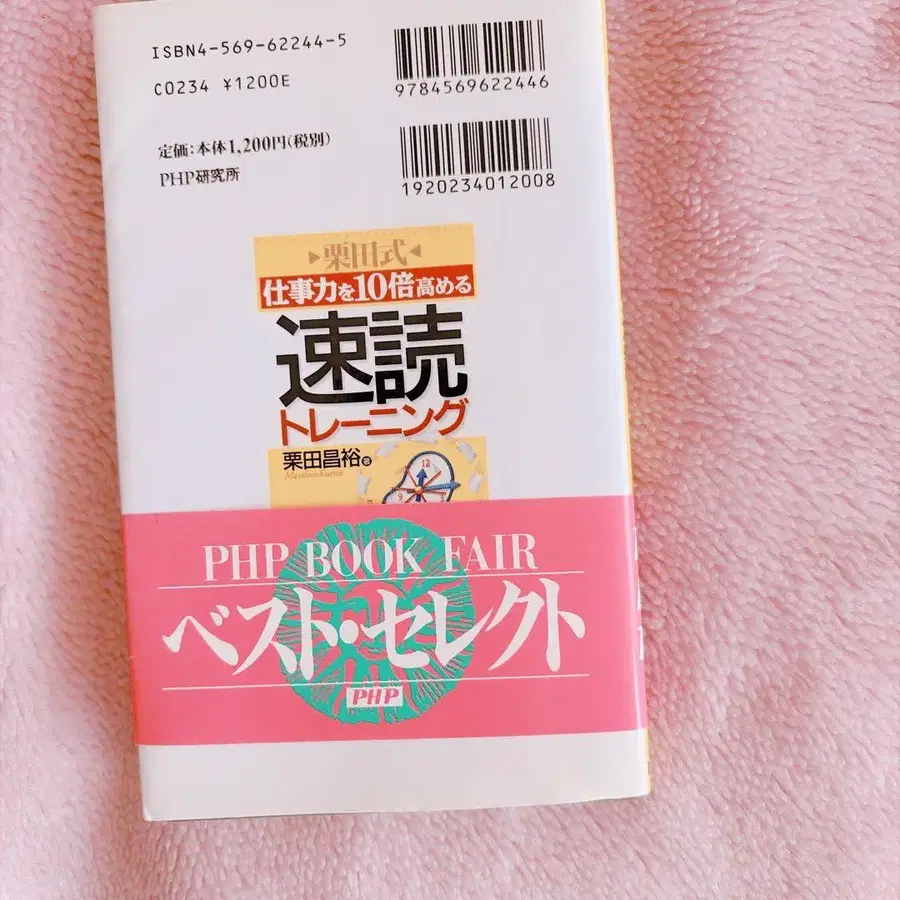 ISBN4-569-62244-5
C0234 ¥1200E
9784569622446
定価:本体1,200円(税別)
PHP研究所
1920234012008
栗田式
仕事力を10倍高める
速読
トレーニング
栗田昌裕著
12
PHP BOOK FAIR
ベスト・セレクト
PHP